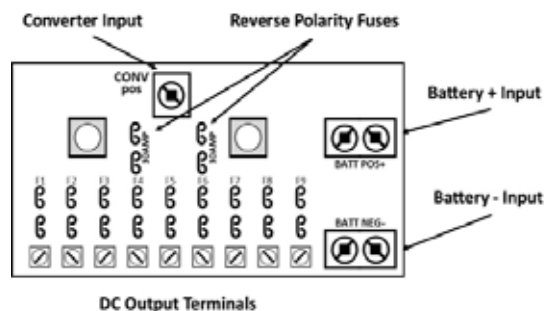 Converter Input
Reverse Polarity Fuses
CONV
pos
Battery + Input
30AMP
30AMP
BATT POS+
F1 F2 F3 F4 F5 F6 F7 F8 F9
BATT NEG-
Battery - Input
DC Output Terminals